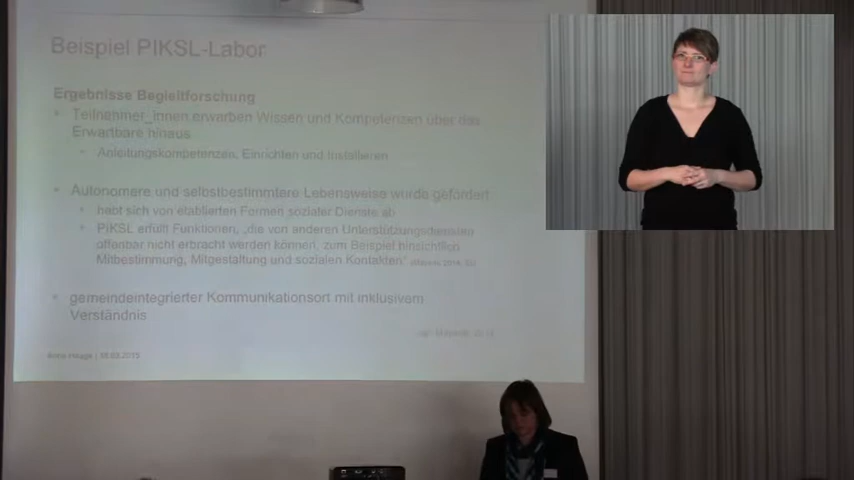 Beispiel PIKSL-Labor
Ergebnisse Begleitforschung
Teilnehmer_innen erwarben Wissen und Kompetenzen über das
Erwartbare hinaus
Anleitungskompetenzen, Einrichten und Installieren
Autonomere und selbstbestimmtere Lebensweise wurde gefördert
hebt sich von etablierten Formen sozialer Dienste ab
PIKSL erfüllt Funktionen, „die von anderen Unterstützungsdiensten
offenbar nicht erbracht werden können, zum Beispiel hinsichtlich
Mitbestimmung, Mitgestaltung und sozialen Kontakten“
gemeindeintegrierter Kommunikationsort mit inklusivem
Verständnis